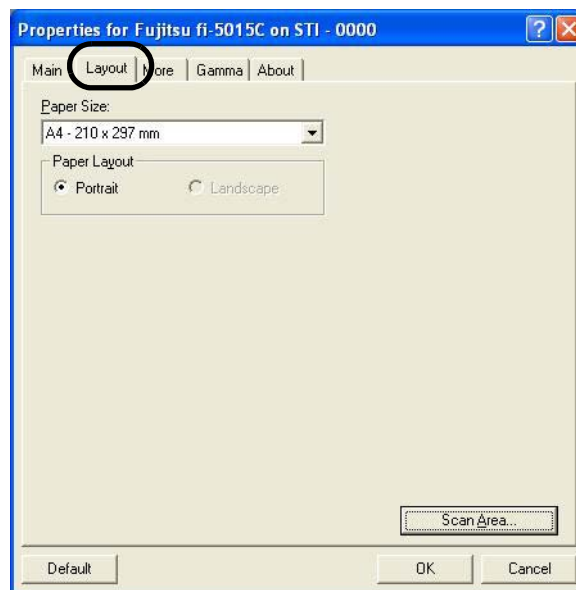 Properties for Fujitsu fi-5015C on STI - 0000
Main Layout More Gamma About
Paper Size:
A4 - 210 x 297 mm
Paper Layout
Portrait Landscape
Scan Area...
Default OK Cancel